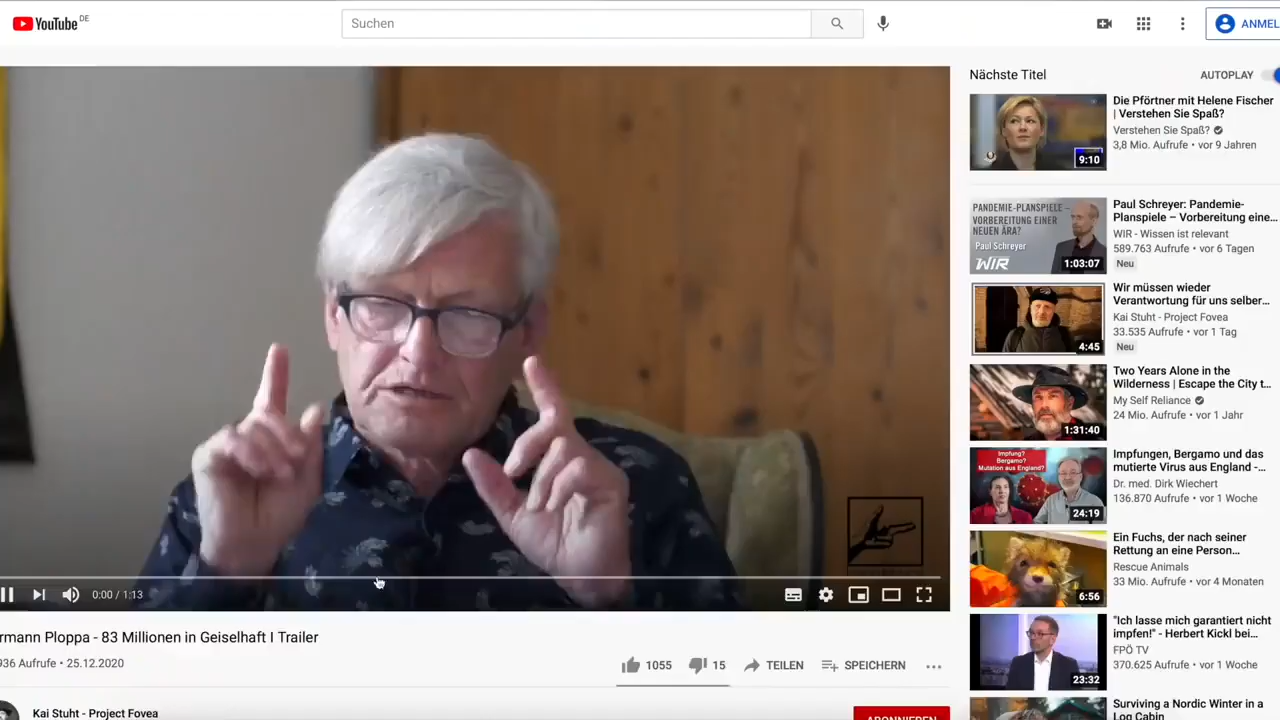 YouTube DE
Suchen
ANMEL
Nächste Titel
AUTOPLAY
Die Pförtner mit Helene Fischer
| Verstehen Sie Spaß?
Verstehen Sie Spaß?
3,8 Mio. Aufrufe • vor 9 Jahren
9:10
PANDEMIE-PLANSPIELE –
VORBEREITUNG EINER
NEUEN ÄRA?
Paul Schreyer
WIR
1:03:07
Paul Schreyer: Pandemie-
Planspiele – Vorbereitung eine...
WIR - Wissen ist relevant
589.763 Aufrufe • vor 6 Tagen
Neu
4:45
Wir müssen wieder
Verantwortung für uns selber...
Kai Stuht - Project Fovea
33.535 Aufrufe • vor 1 Tag
Neu
1:31:40
Two Years Alone in the
Wilderness | Escape the City t...
My Self Reliance
24 Mio. Aufrufe • vor 1 Jahr
Impfung?
Bergamo?
Mutation aus England?
24:19
Impfungen, Bergamo und das
mutierte Virus aus England -...
Dr. med. Dirk Wiechert
136.870 Aufrufe • vor 1 Woche
6:56
Ein Fuchs, der nach seiner
Rettung an eine Person...
Rescue Animals
33 Mio. Aufrufe • vor 4 Monaten
23:32
"Ich lasse mich garantiert nicht
impfen!" - Herbert Kickl bei...
FPÖ TV
370.625 Aufrufe • vor 1 Woche
Surviving a Nordic Winter in a
Log Cabin
0:00 / 1:13
rmann Ploppa - 83 Millionen in Geiselhaft I Trailer
936 Aufrufe • 25.12.2020
1055
15
TEILEN
SPEICHERN
Kai Stuht - Project Fovea
ABONNIEREN